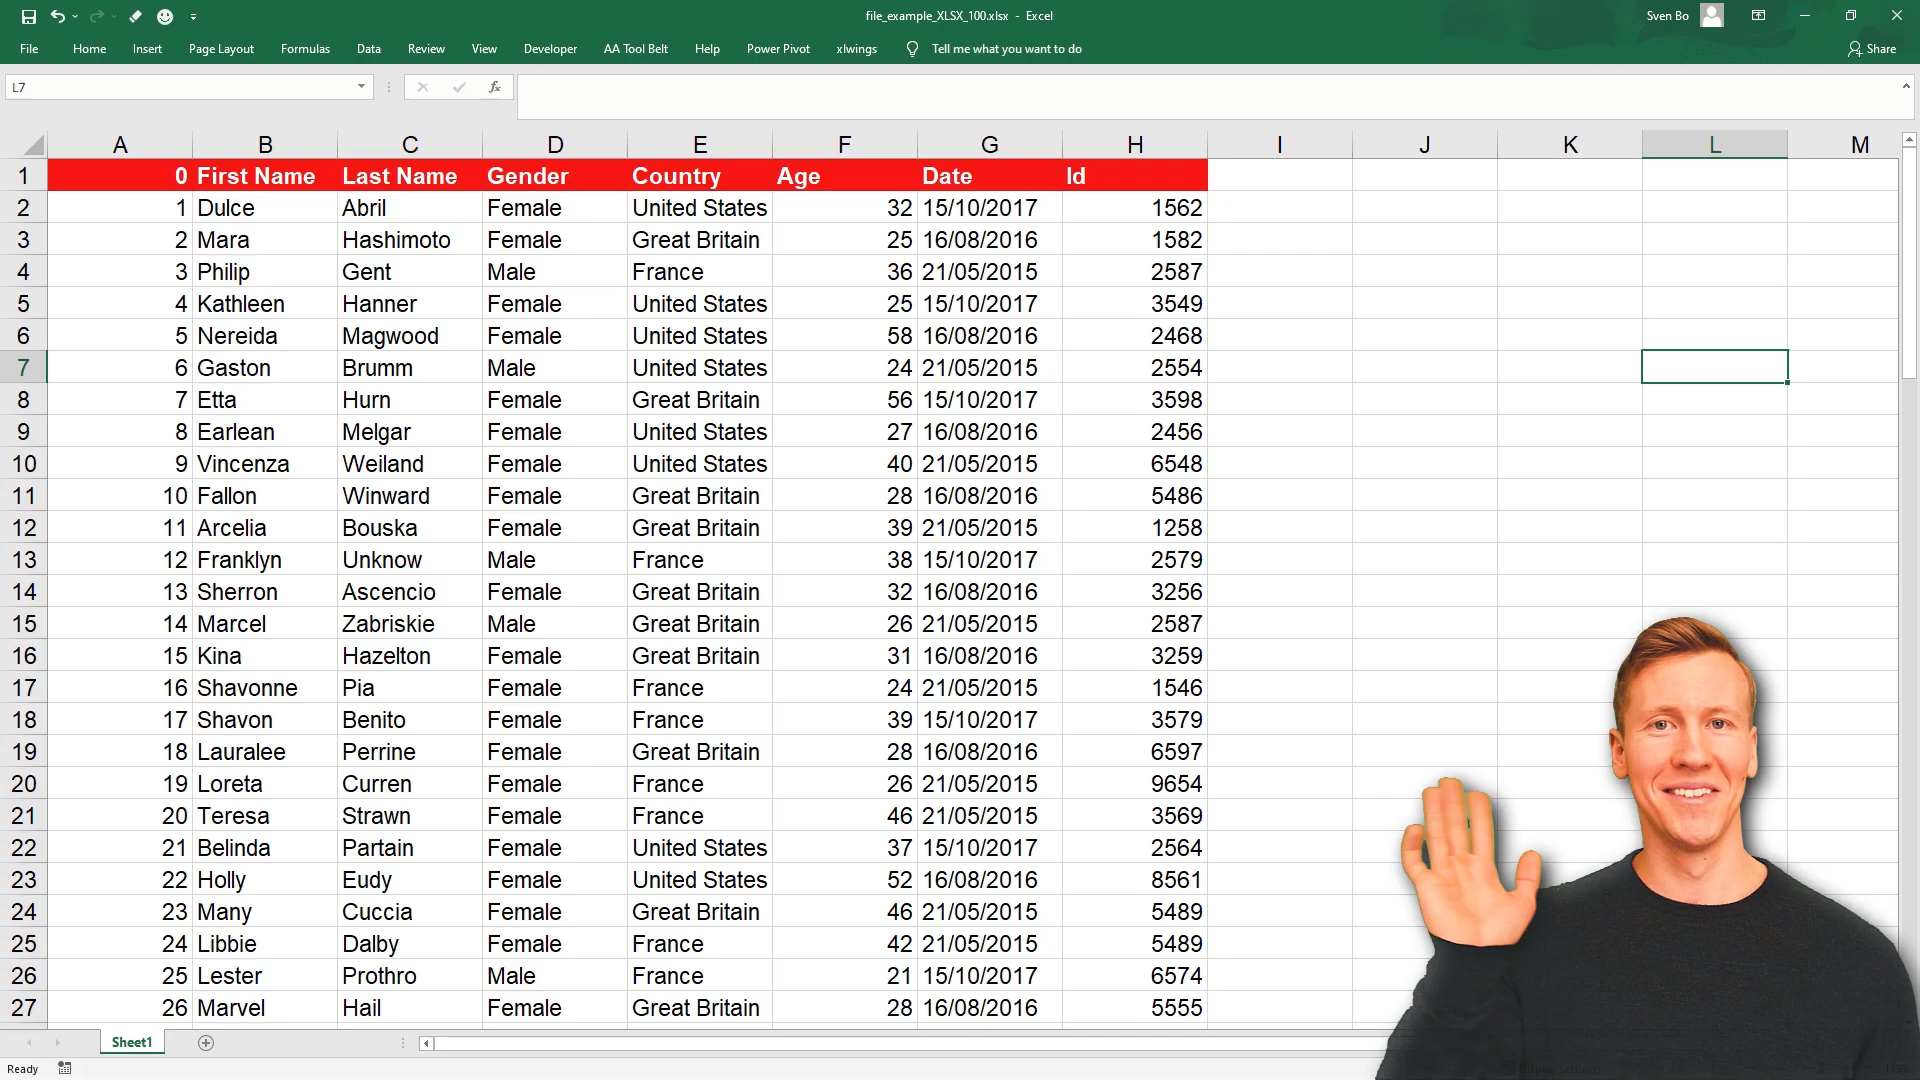 file_example_XLSX_100.xlsx - Excel
Sven Bo
File Home Insert Page Layout Formulas Data Review View Developer AA Tool Belt Help Power Pivot xlwings Tell me what you want to do Share
L7 fx
A B C D E F G H I J K L M
1 0 First Name Last Name Gender Country Age Date Id
2 1 Dulce Abril Female United States 32 15/10/2017 1562
3 2 Mara Hashimoto Female Great Britain 25 16/08/2016 1582
4 3 Philip Gent Male France 36 21/05/2015 2587
5 4 Kathleen Hanner Female United States 25 15/10/2017 3549
6 5 Nereida Magwood Female United States 58 16/08/2016 2468
7 6 Gaston Brumm Male United States 24 21/05/2015 2554
8 7 Etta Hurn Female Great Britain 56 15/10/2017 3598
9 8 Earlean Melgar Female United States 27 16/08/2016 2456
10 9 Vincenza Weiland Female United States 40 21/05/2015 6548
11 10 Fallon Winward Female Great Britain 28 16/08/2016 5486
12 11 Arcelia Bouska Female Great Britain 39 21/05/2015 1258
13 12 Franklyn Unknow Male France 38 15/10/2017 2579
14 13 Sherron Ascencio Female Great Britain 32 16/08/2016 3256
15 14 Marcel Zabriskie Male Great Britain 26 21/05/2015 2587
16 15 Kina Hazelton Female Great Britain 31 16/08/2016 3259
17 16 Shavonne Pia Female France 24 21/05/2015 1546
18 17 Shavon Benito Female France 39 15/10/2017 3579
19 18 Lauralee Perrine Female Great Britain 28 16/08/2016 6597
20 19 Loreta Curren Female France 26 21/05/2015 9654
21 20 Teresa Strawn Female France 46 21/05/2015 3569
22 21 Belinda Partain Female United States 37 15/10/2017 2564
23 22 Holly Eudy Female United States 52 16/08/2016 8561
24 23 Many Cuccia Female Great Britain 46 21/05/2015 5489
25 24 Libbie Dalby Female France 42 21/05/2015 5489
26 25 Lester Prothro Male France 21 15/10/2017 6574
27 26 Marvel Hail Female Great Britain 28 16/08/2016 5555
Sheet1
Ready